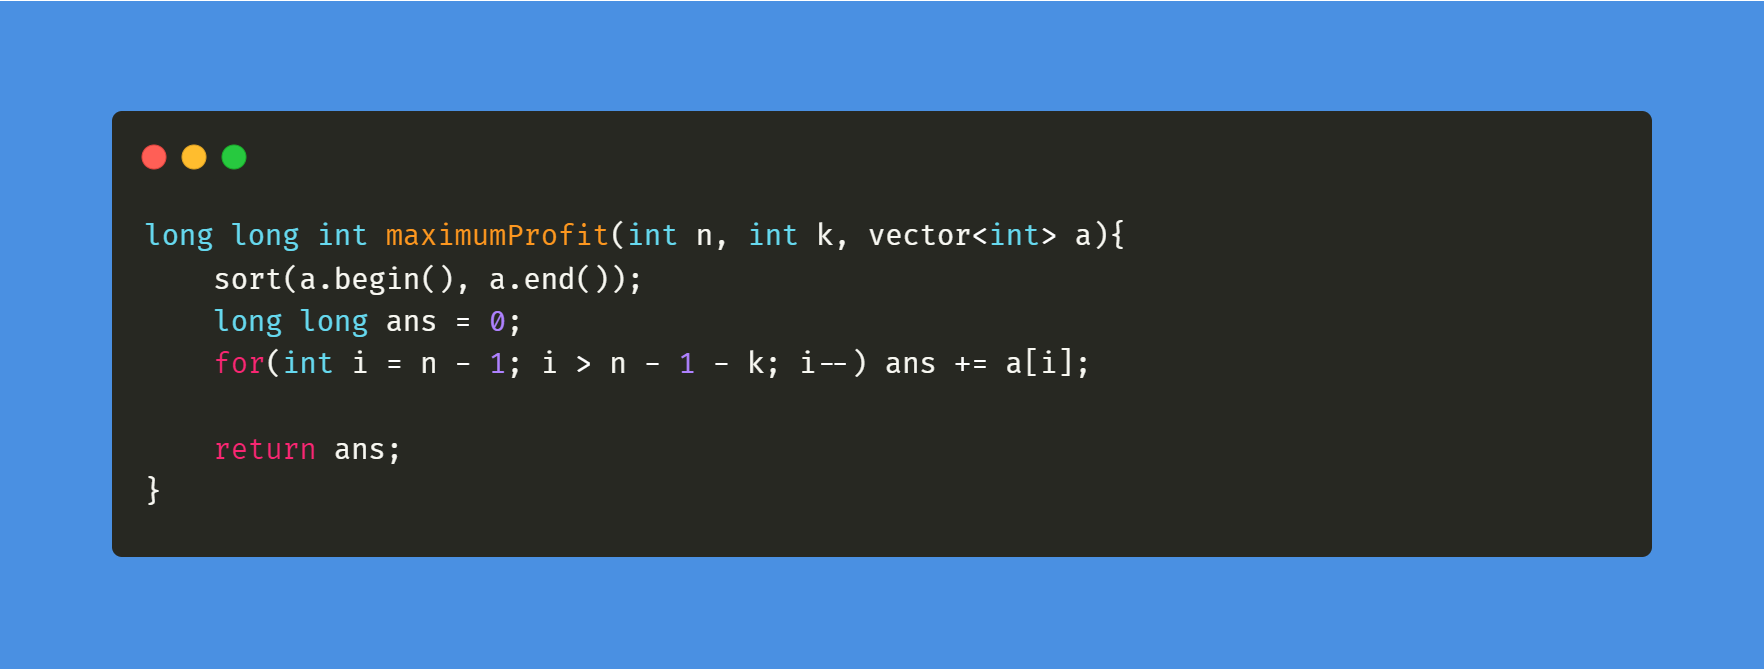 long long int maximumProfit(int n, int k, vector<int> a){
    sort(a.begin(), a.end());
    long long ans = 0;
    for(int i = n - 1; i > n - 1 - k; i--) ans += a[i];
    return ans;
}